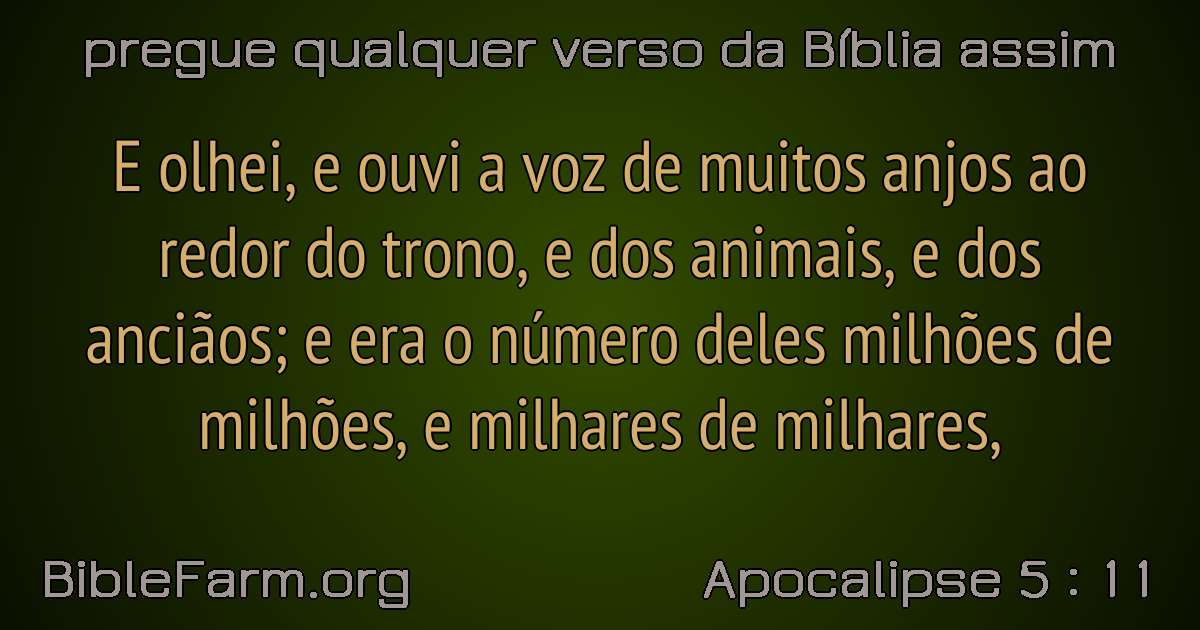 pregue qualquer verso da Bíblia assim
E olhei, e ouvi a voz de muitos anjos ao
redor do trono, e dos animais, e dos
anciãos; e era o número deles milhões de
milhões, e milhares de milhares,
BibleFarm.org
Apocalipse 5 : 11